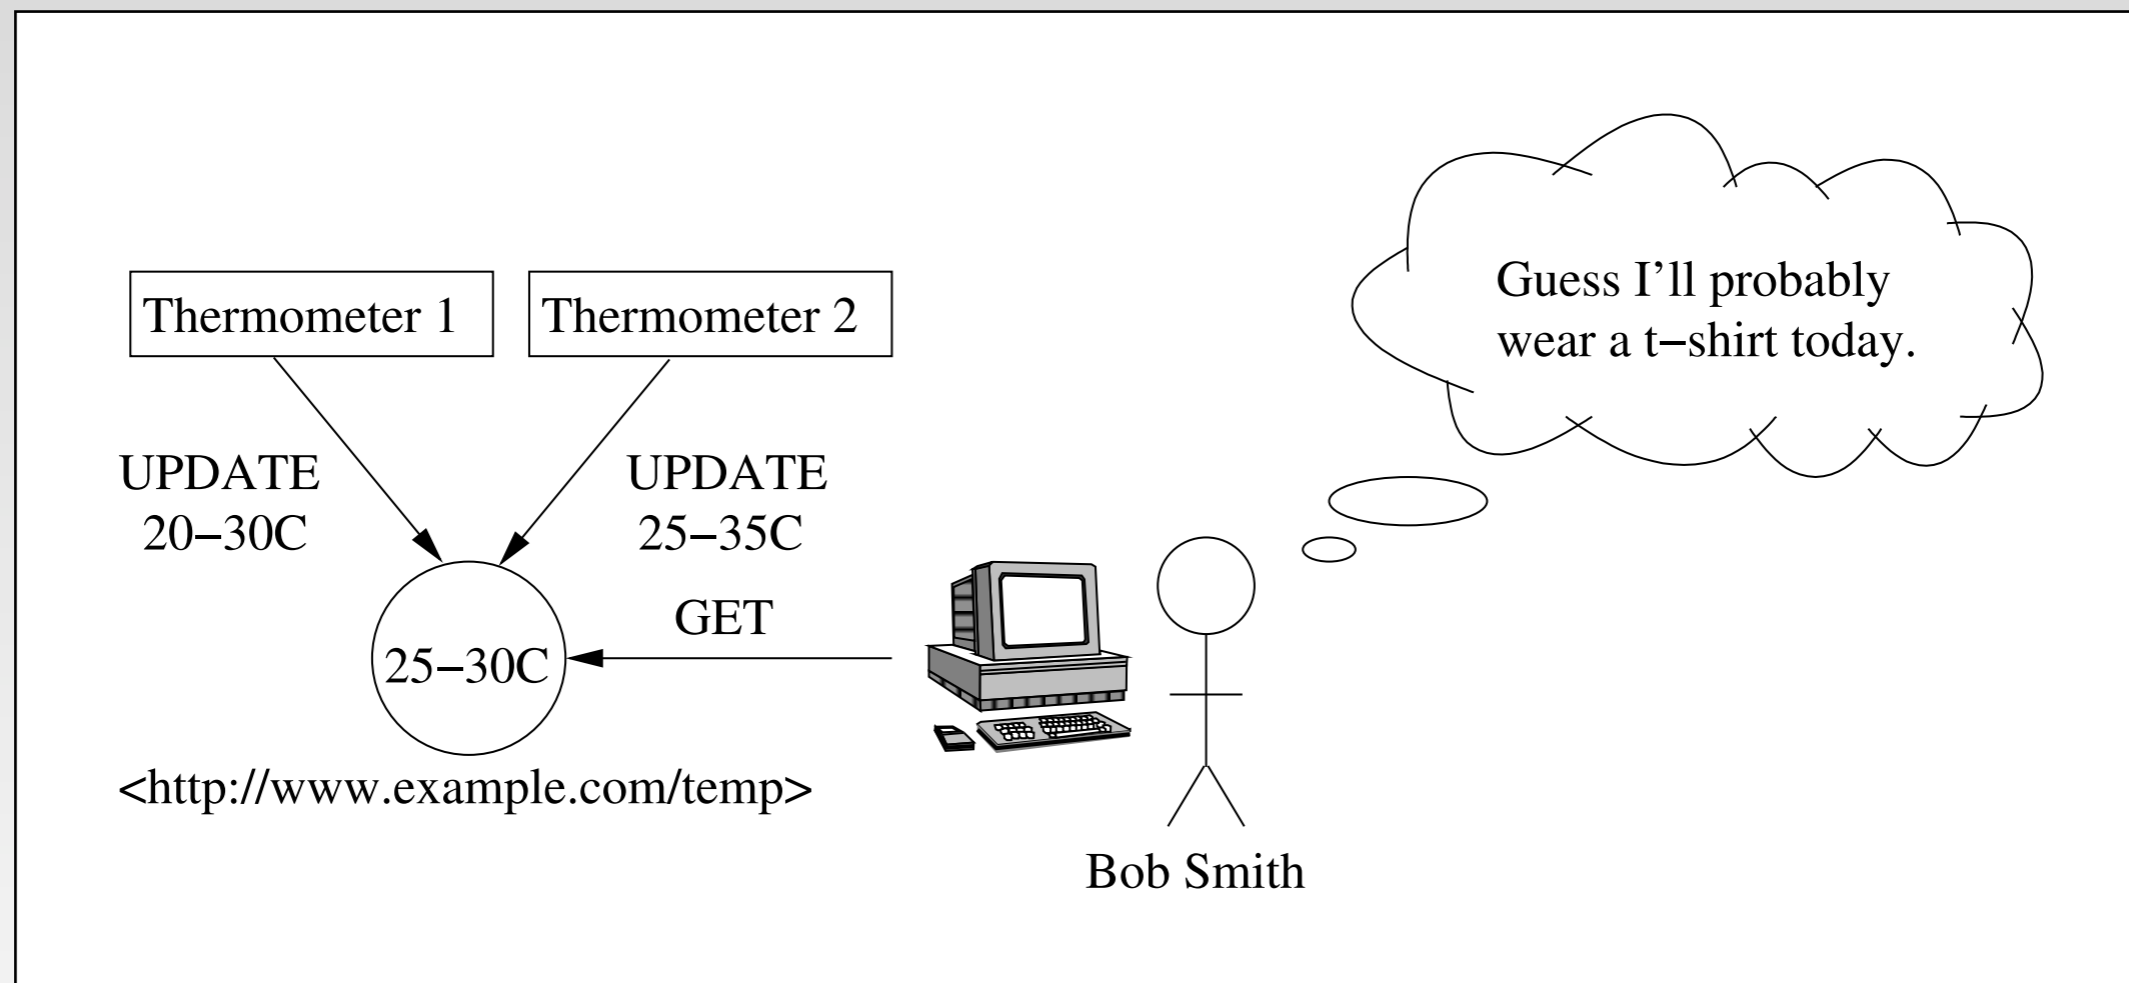 Guess I'll probably
wear a t−shirt today.
Thermometer 1
Thermometer 2
UPDATE
20−30C
UPDATE
25−35C
GET
25−30C
<http://www.example.com/temp>
Bob Smith